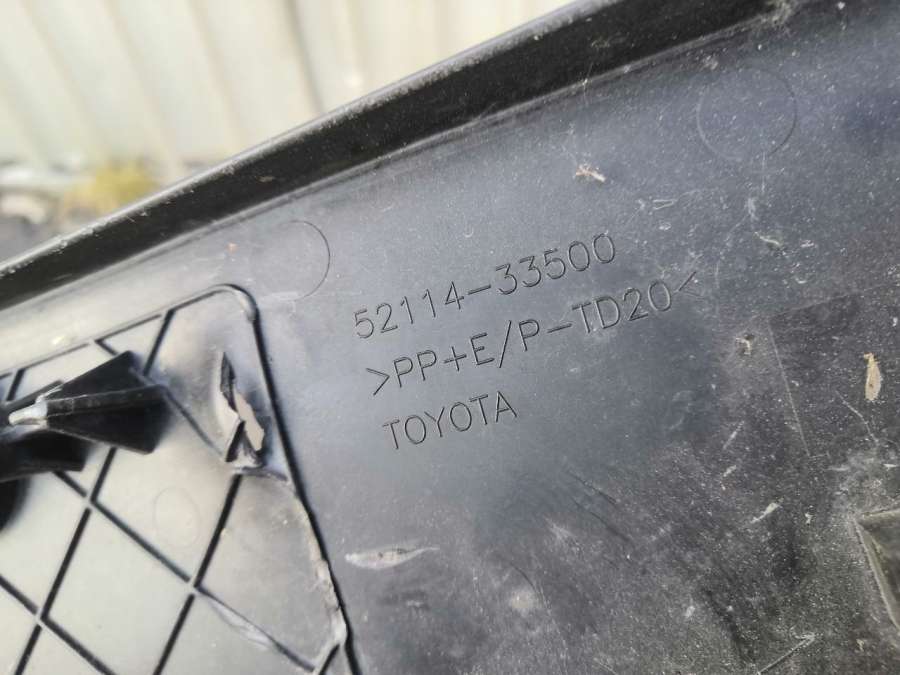 52114-33500
>PP+E/P-TD20<
TOYOTA